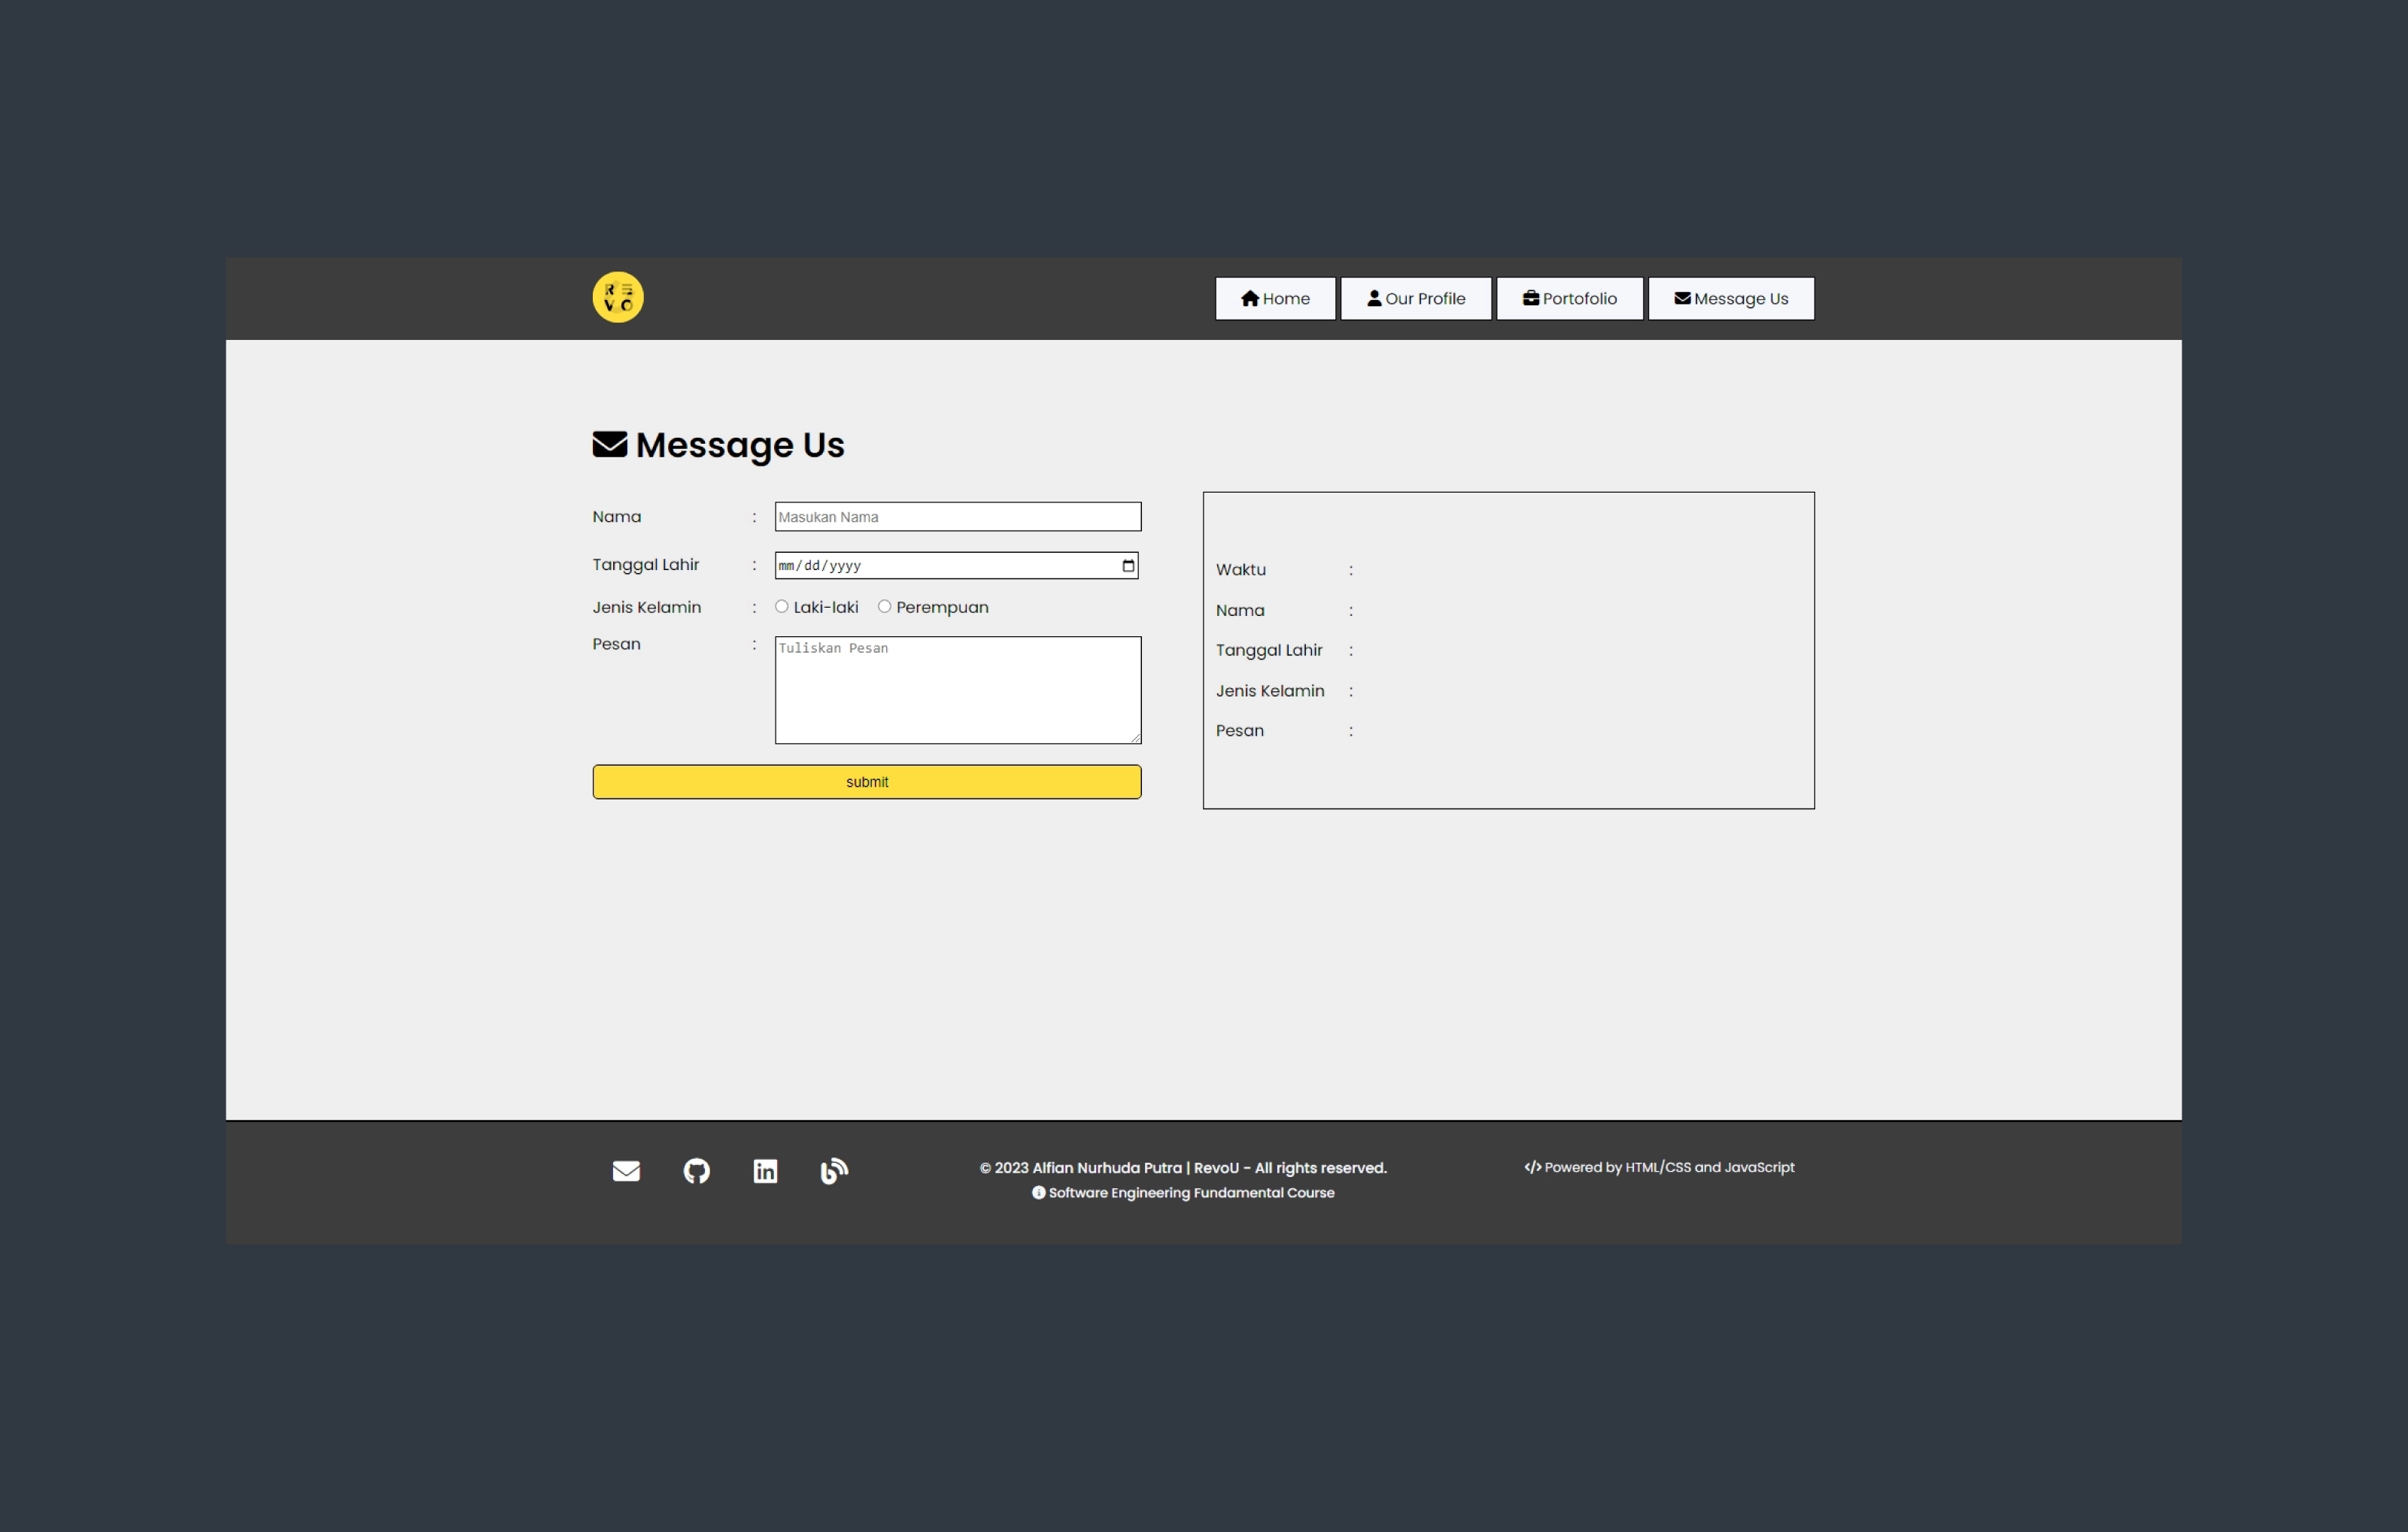 REVO
Home Our Profile Portofolio Message Us
Message Us
Nama : Masukan Nama
Tanggal Lahir : mm/dd/yyyy
Jenis Kelamin : Laki-laki Perempuan
Pesan : Tuliskan Pesan
submit
Waktu :
Nama :
Tanggal Lahir :
Jenis Kelamin :
Pesan :
© 2023 Alfian Nurhuda Putra | RevoU - All rights reserved.
Software Engineering Fundamental Course
</> Powered by HTML/CSS and JavaScript